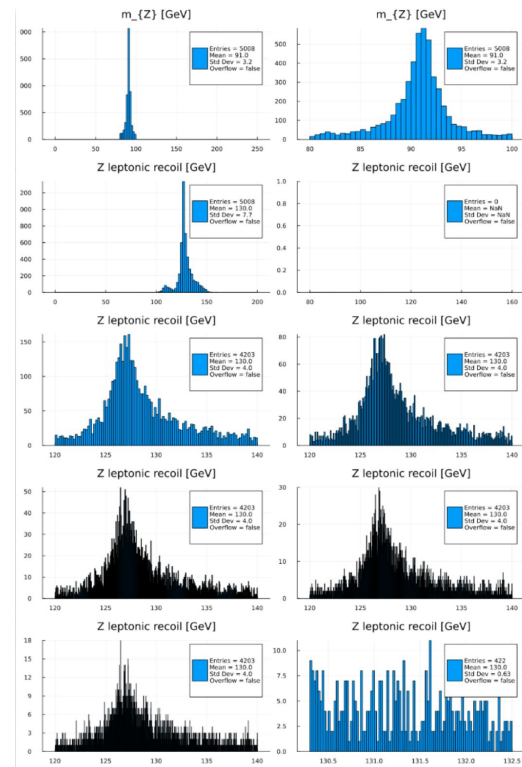 m_{Z} [GeV]
900
900
600
300
0
0
50
100
150
200
250
Entries = 5008
Mean = 91.0
Std Dev = 3.2
Overflow = false
m_{Z} [GeV]
500
400
300
200
100
0
80
85
90
95
100
Entries = 5008
Mean = 91.0
Std Dev = 3.2
Overflow = false
Z leptonic recoil [GeV]
200
900
600
300
0
0
50
100
150
200
Entries = 5008
Mean = 130.0
Std Dev = 7.7
Overflow = false
Z leptonic recoil [GeV]
1.0
0.8
0.6
0.4
0.2
0.0
80
100
120
140
160
Entries = 0
Mean = NaN
Std Dev = NaN
Overflow = false
Z leptonic recoil [GeV]
150
100
50
0
120
125
130
135
140
Entries = 4203
Mean = 130.0
Std Dev = 4.0
Overflow = false
Z leptonic recoil [GeV]
80
60
40
20
0
120
125
130
135
140
Entries = 4203
Mean = 130.0
Std Dev = 4.0
Overflow = false
Z leptonic recoil [GeV]
50
40
30
20
10
0
120
125
130
135
140
Entries = 4203
Mean = 130.0
Std Dev = 4.0
Overflow = false
Z leptonic recoil [GeV]
30
20
10
0
120
125
130
135
140
Entries = 4203
Mean = 130.0
Std Dev = 4.0
Overflow = false
Z leptonic recoil [GeV]
18
15
12
9
6
3
0
120
125
130
135
140
Entries = 4203
Mean = 130.0
Std Dev = 4.0
Overflow = false
Z leptonic recoil [GeV]
10.0
7.5
5.0
2.5
0.0
130.5
131.0
131.5
132.0
132.5
Entries = 422
Mean = 130.0
Std Dev = 0.63
Overflow = false